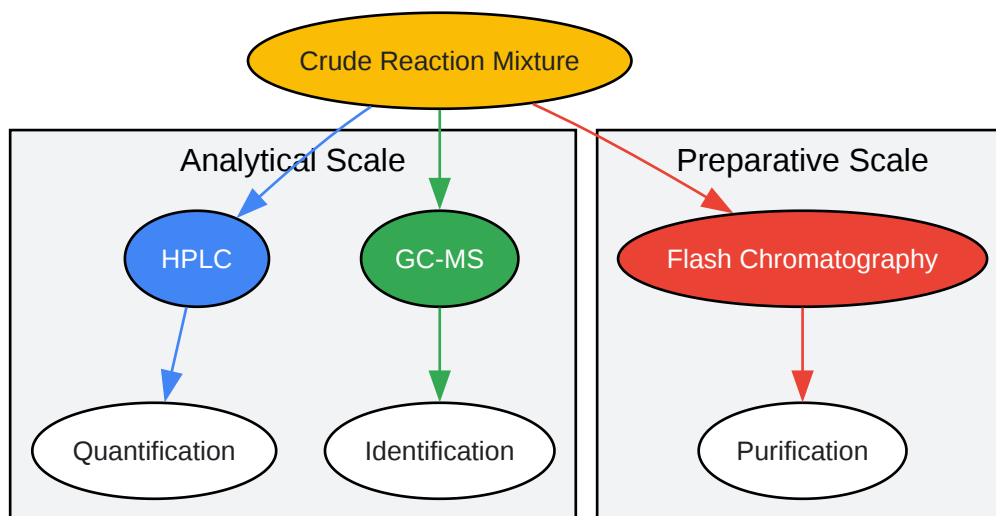 Crude Reaction Mixture
Analytical Scale
Preparative Scale
HPLC
GC-MS
Flash Chromatography
Quantification
Identification
Purification